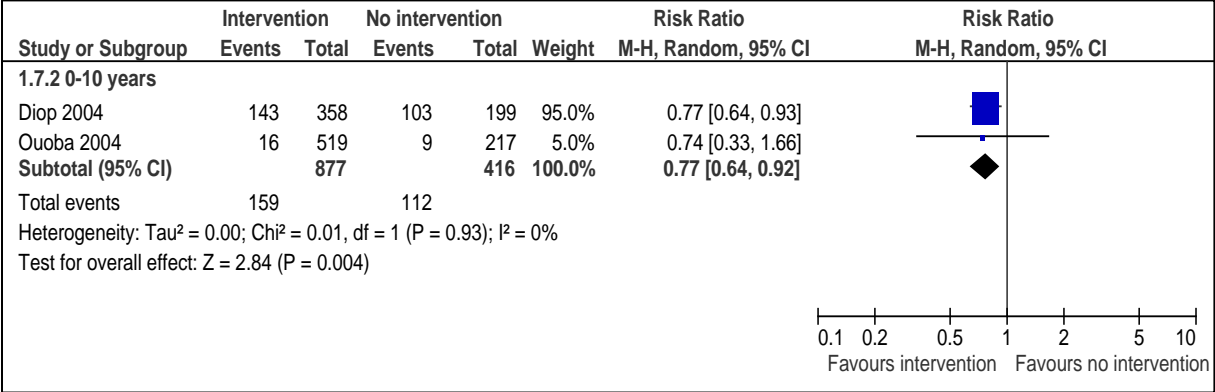 Intervention No intervention Risk Ratio Risk Ratio
Study or Subgroup Events Total Events Total Weight M-H, Random, 95% CI M-H, Random, 95% CI
1.7.2 0-10 years
Diop 2004 143 358 103 199 95.0% 0.77 [0.64, 0.93]
Ouoba 2004 16 519 9 217 5.0% 0.74 [0.33, 1.66]
Subtotal (95% CI) 877 416 100.0% 0.77 [0.64, 0.92]
Total events 159 112
Heterogeneity: Tau² = 0.00; Chi² = 0.01, df = 1 (P = 0.93); I² = 0%
Test for overall effect: Z = 2.84 (P = 0.004)
0.1 0.2 0.5 1 2 5 10
Favours intervention Favours no intervention